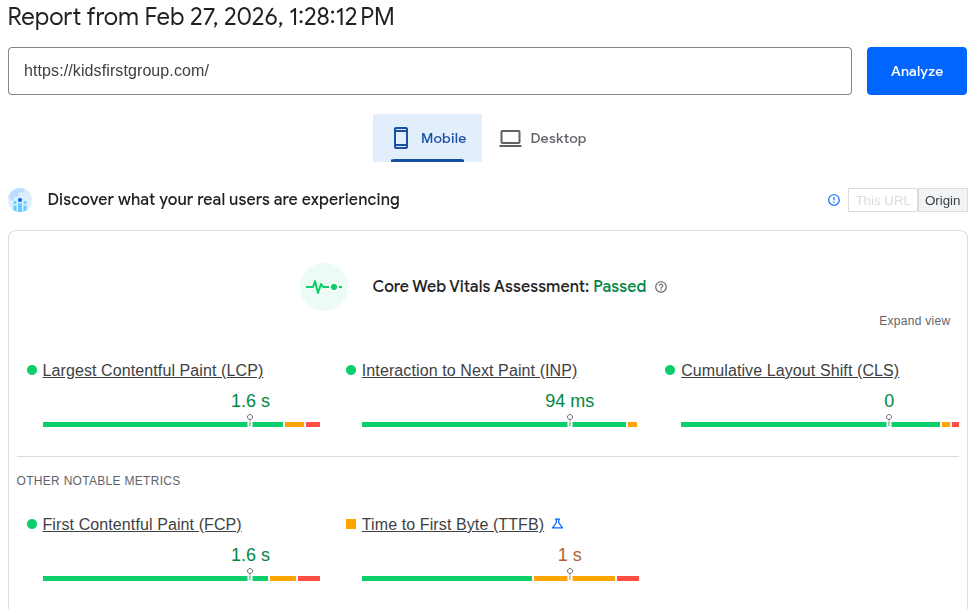 Report from Feb 27, 2026, 1:28:12 PM
https://kidsfirstgroup.com/
Analyze
Mobile
Desktop
Discover what your real users are experiencing
This URL
Origin
Core Web Vitals Assessment: Passed
Expand view
Largest Contentful Paint (LCP)
1.6 s
Interaction to Next Paint (INP)
94 ms
Cumulative Layout Shift (CLS)
0
OTHER NOTABLE METRICS
First Contentful Paint (FCP)
1.6 s
Time to First Byte (TTFB)
1 s